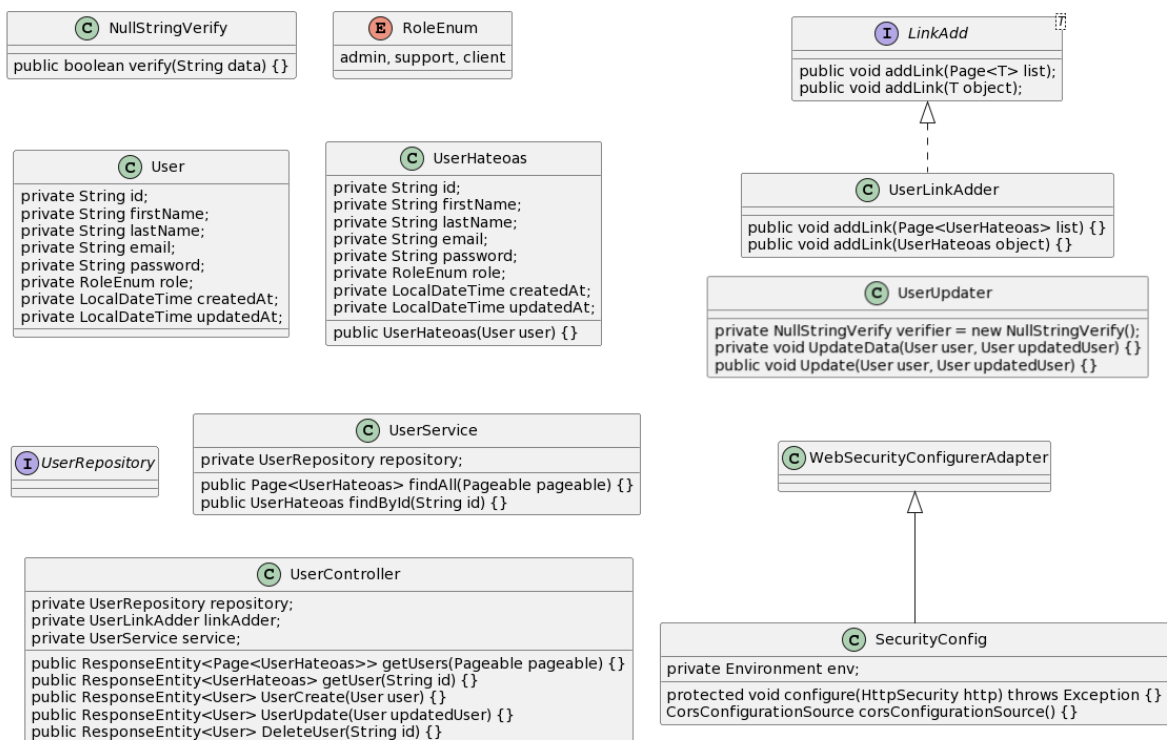 C NullStringVerify
public boolean verify(String data) {}
E RoleEnum
admin, support, client
T
I LinkAdd
public void addLink(Page<T> list);
public void addLink(T object);
C User
private String id;
private String firstName;
private String lastName;
private String email;
private String password;
private RoleEnum role;
private LocalDateTime createdAt;
private LocalDateTime updatedAt;
C UserHateoas
private String id;
private String firstName;
private String lastName;
private String email;
private String password;
private RoleEnum role;
private LocalDateTime createdAt;
private LocalDateTime updatedAt;
public UserHateoas(User user) {}
C UserLinkAdder
public void addLink(Page<UserHateoas> list) {}
public void addLink(UserHateoas object) {}
C UserUpdater
private NullStringVerify verifier = new NullStringVerify();
private void UpdateData(User user, User updatedUser) {}
public void Update(User user, User updatedUser) {}
I UserRepository
C UserService
private UserRepository repository;
public Page<UserHateoas> findAll(Pageable pageable) {}
public UserHateoas findById(String id) {}
C WebSecurityConfigurerAdapter
C UserController
private UserRepository repository;
private UserLinkAdder linkAdder;
private UserService service;
public ResponseEntity<Page<UserHateoas>> getUsers(Pageable pageable) {}
public ResponseEntity<UserHateoas> getUser(String id) {}
public ResponseEntity<User> UserCreate(User user) {}
public ResponseEntity<User> UserUpdate(User updatedUser) {}
public ResponseEntity<User> DeleteUser(String id) {}
C SecurityConfig
private Environment env;
protected void configure(HttpSecurity http) throws Exception {}
CorsConfigurationSource corsConfigurationSource() {}